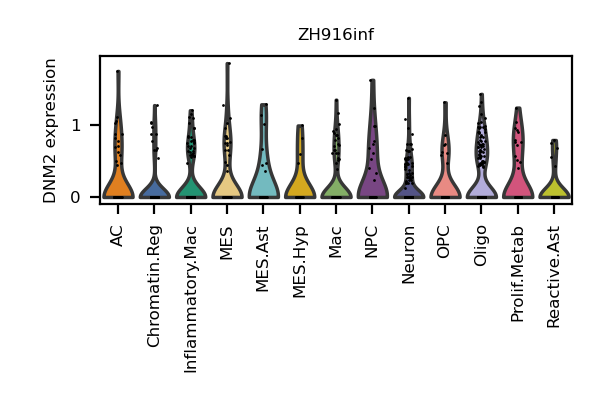 ZH916inf
DNM2 expression
1
0
AC
Chromatin.Reg
Inflammatory.Mac
MES
MES.Ast
MES.Hyp
Mac
NPC
Neuron
OPC
Oligo
Prolif.Metab
Reactive.Ast